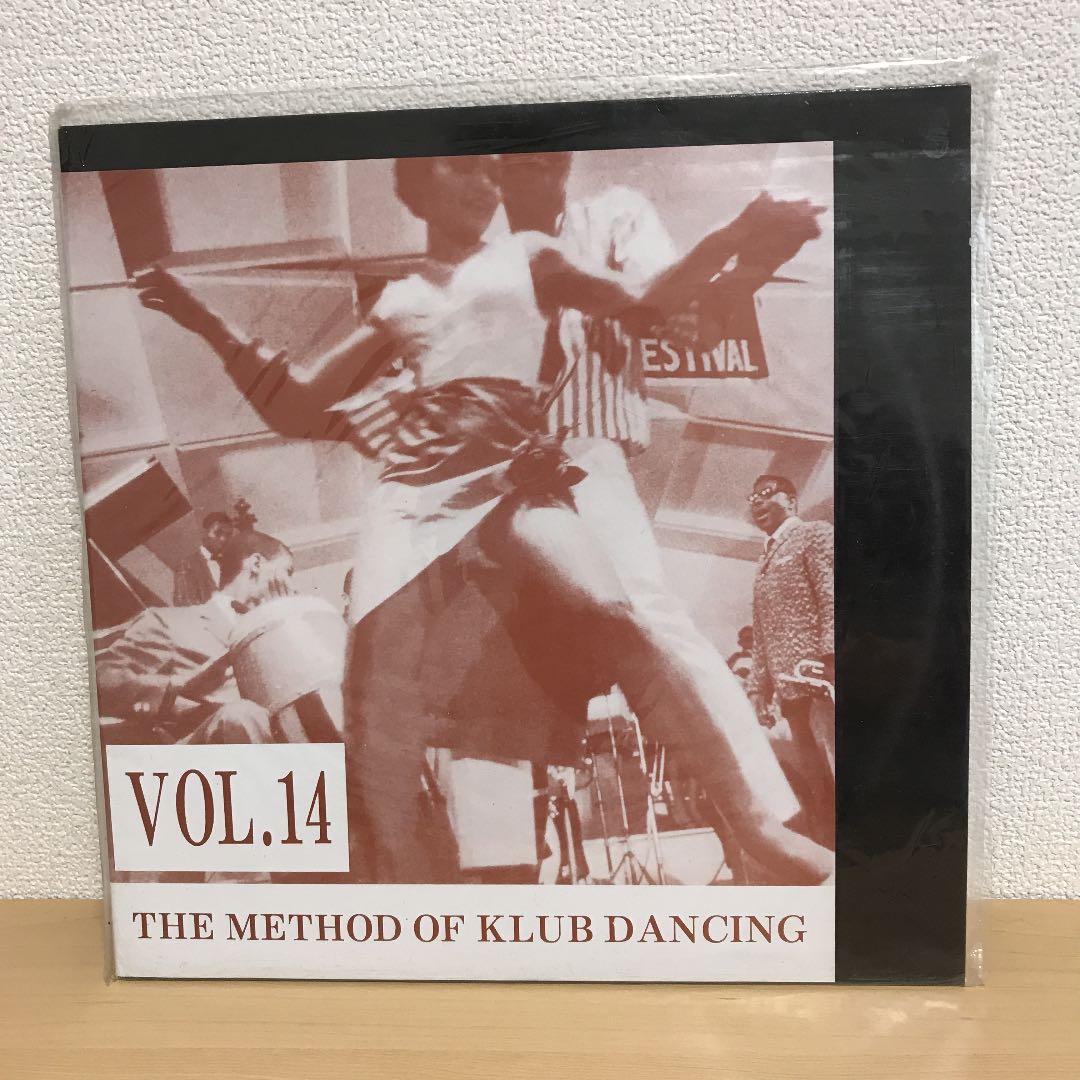 ESTIVAL
VOL.14
THE METHOD OF KLUB DANCING